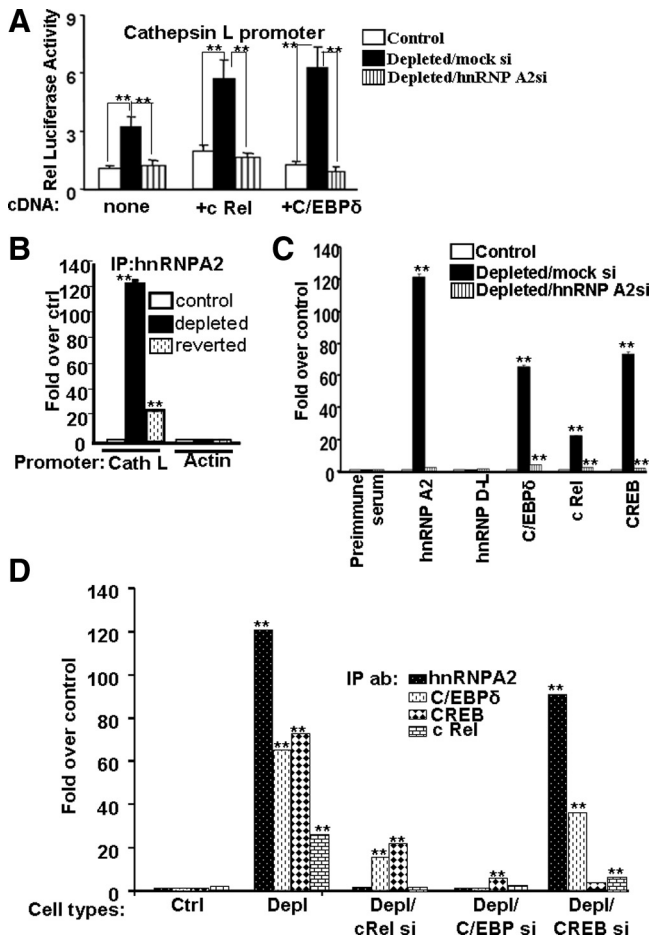 A
Cathepsin L promoter
Control
Depleted/mock si
Depleted/hnRNP A2si
Rel Luciferase Activity
9
6
3
0
** ** ** ** ** **
cDNA: none +c Rel +C/EBPδ
B
IP:hnRNPA2
control
depleted
reverted
Fold over ctrl
140
120
100
80
60
40
20
0
**
**
Promoter: Cath L Actin
C
Control
Depleted/mock si
Depleted/hnRNP A2si
Fold over control
140
120
100
80
60
40
20
0
**
**
**
**
**
**
**
Preimmune
serum
hnRNP A2
hnRNP D-L
C/EBPδ
c Rel
CREB
D
IP ab: hnRNPA2
C/EBPδ
CREB
c Rel
Fold over control
140
120
100
80
60
40
20
0
**
**
**
**
**
**
**
**
**
**
Cell types: Ctrl Depl Depl/ Depl/ Depl/
cRel si C/EBP si CREB si